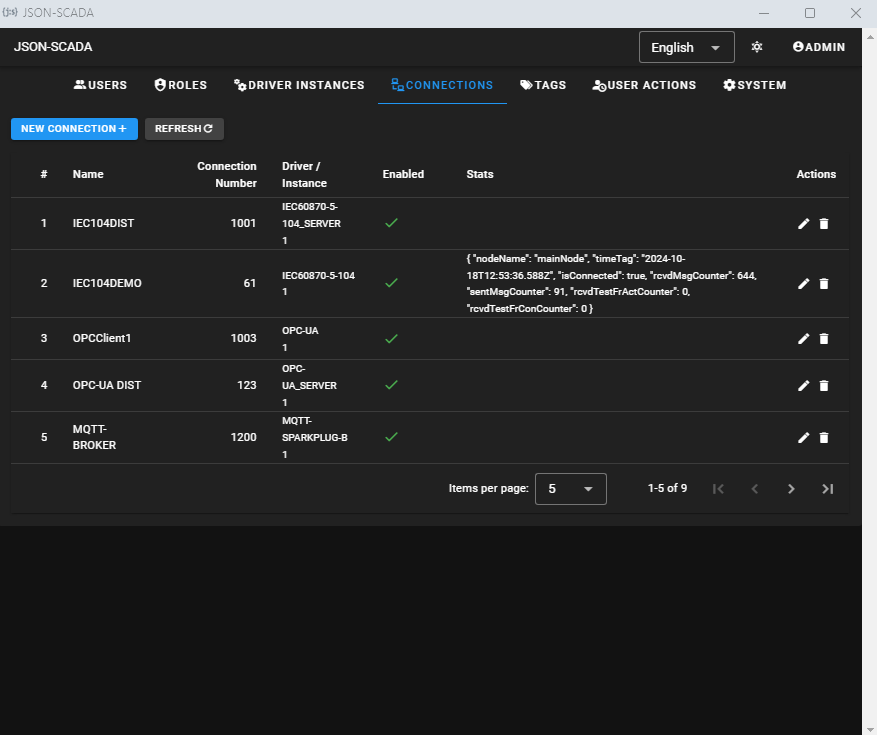 {j:s} JSON-SCADA
JSON-SCADA English ADMIN
USERS ROLES DRIVER INSTANCES CONNECTIONS TAGS USER ACTIONS SYSTEM
NEW CONNECTION + REFRESH
# Name Connection Number Driver / Instance Enabled Stats Actions
1 IEC104DIST 1001 IEC60870-5-
104_SERVER
1
2 IEC104DEMO 61 IEC60870-5-104
1
{ "nodeName": "mainNode", "timeTag": "2024-10-
18T12:53:36.588Z", "isConnected": true, "rcvdMsgCounter": 644,
"sentMsgCounter": 91, "rcvdTestFrActCounter": 0,
"rcvdTestFrConCounter": 0 }
3 OPCClient1 1003 OPC-UA
1
4 OPC-UA DIST 123 OPC-
UA_SERVER
1
5 MQTT-
BROKER
1200 MQTT-
SPARKPLUG-B
1
Items per page: 5 1-5 of 9